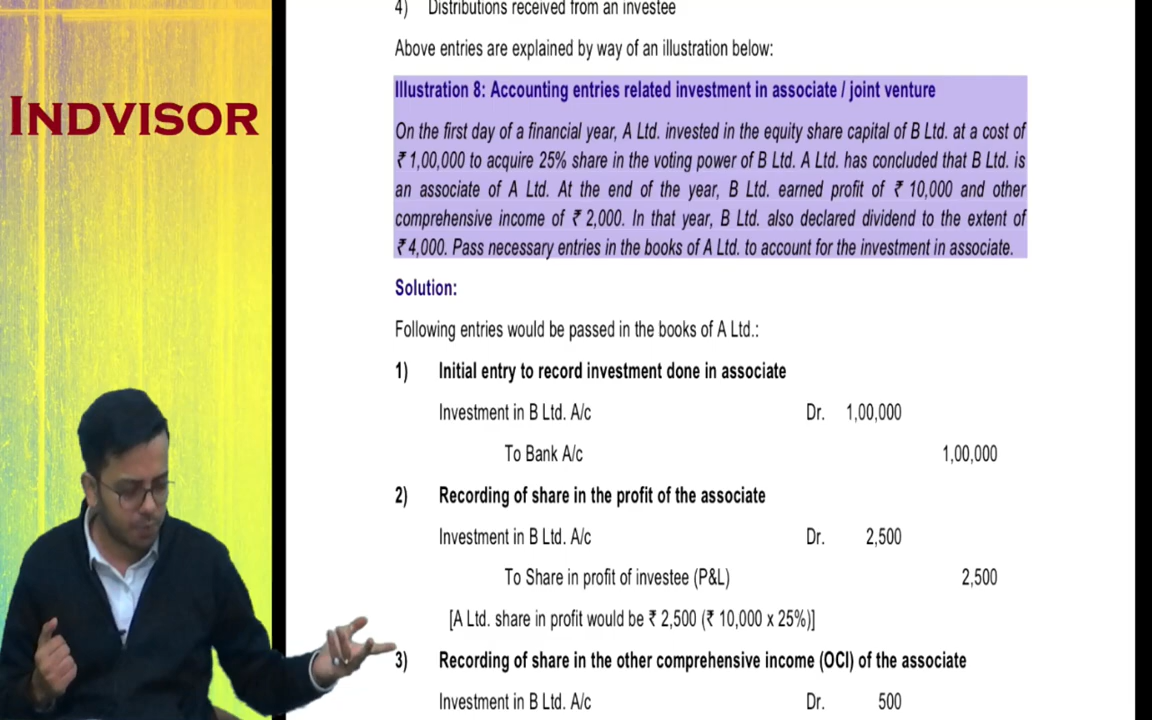 INDVISOR
4) Distributions received from an investee
Above entries are explained by way of an illustration below:
Illustration 8: Accounting entries related investment in associate / joint venture
On the first day of a financial year, A Ltd. invested in the equity share capital of B Ltd. at a cost of
₹ 1,00,000 to acquire 25% share in the voting power of B Ltd. A Ltd. has concluded that B Ltd. is
an associate of A Ltd. At the end of the year, B Ltd. earned profit of ₹ 10,000 and other
comprehensive income of ₹ 2,000. In that year, B Ltd. also declared dividend to the extent of
₹ 4,000. Pass necessary entries in the books of A Ltd. to account for the investment in associate.
Solution:
Following entries would be passed in the books of A Ltd.:
1) Initial entry to record investment done in associate
Investment in B Ltd. A/c Dr. 1,00,000
To Bank A/c 1,00,000
2) Recording of share in the profit of the associate
Investment in B Ltd. A/c Dr. 2,500
To Share in profit of investee (P&L) 2,500
[A Ltd. share in profit would be ₹ 2,500 (₹ 10,000 x 25%)]
3) Recording of share in the other comprehensive income (OCI) of the associate
Investment in B Ltd. A/c Dr. 500